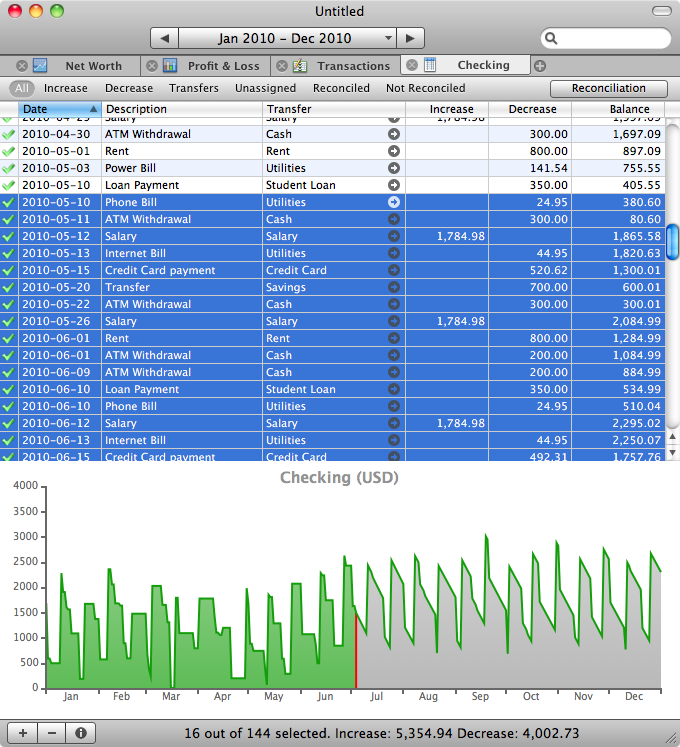 Untitled
Jan 2010 – Dec 2010
Net Worth Profit & Loss Transactions Checking
All Increase Decrease Transfers Unassigned Reconciled Not Reconciled Reconciliation
Date Description Transfer Increase Decrease Balance
Salary Salary 1,784.98
2010-04-30 ATM Withdrawal Cash 300.00 1,697.09
2010-05-01 Rent Rent 800.00 897.09
2010-05-03 Power Bill Utilities 141.54 755.55
2010-05-10 Loan Payment Student Loan 350.00 405.55
2010-05-10 Phone Bill Utilities 24.95 380.60
2010-05-11 ATM Withdrawal Cash 300.00 80.60
2010-05-12 Salary Salary 1,784.98 1,865.58
2010-05-13 Internet Bill Utilities 44.95 1,820.63
2010-05-15 Credit Card payment Credit Card 520.62 1,300.01
2010-05-20 Transfer Savings 700.00 600.01
2010-05-22 ATM Withdrawal Cash 300.00 300.01
2010-05-26 Salary Salary 1,784.98 2,084.99
2010-06-01 Rent Rent 800.00 1,284.99
2010-06-01 ATM Withdrawal Cash 200.00 1,084.99
2010-06-09 ATM Withdrawal Cash 200.00 884.99
2010-06-10 Loan Payment Student Loan 350.00 534.99
2010-06-10 Phone Bill Utilities 24.95 510.04
2010-06-12 Salary Salary 1,784.98 2,295.02
2010-06-13 Internet Bill Utilities 44.95 2,250.07
2010-06-15 Credit Card payment Credit Card 492.31 1,757.76
Checking (USD)
4000
3500
3000
2500
2000
1500
1000
500
0
Jan Feb Mar Apr May Jun Jul Aug Sep Oct Nov Dec
16 out of 144 selected. Increase: 5,354.94 Decrease: 4,002.73